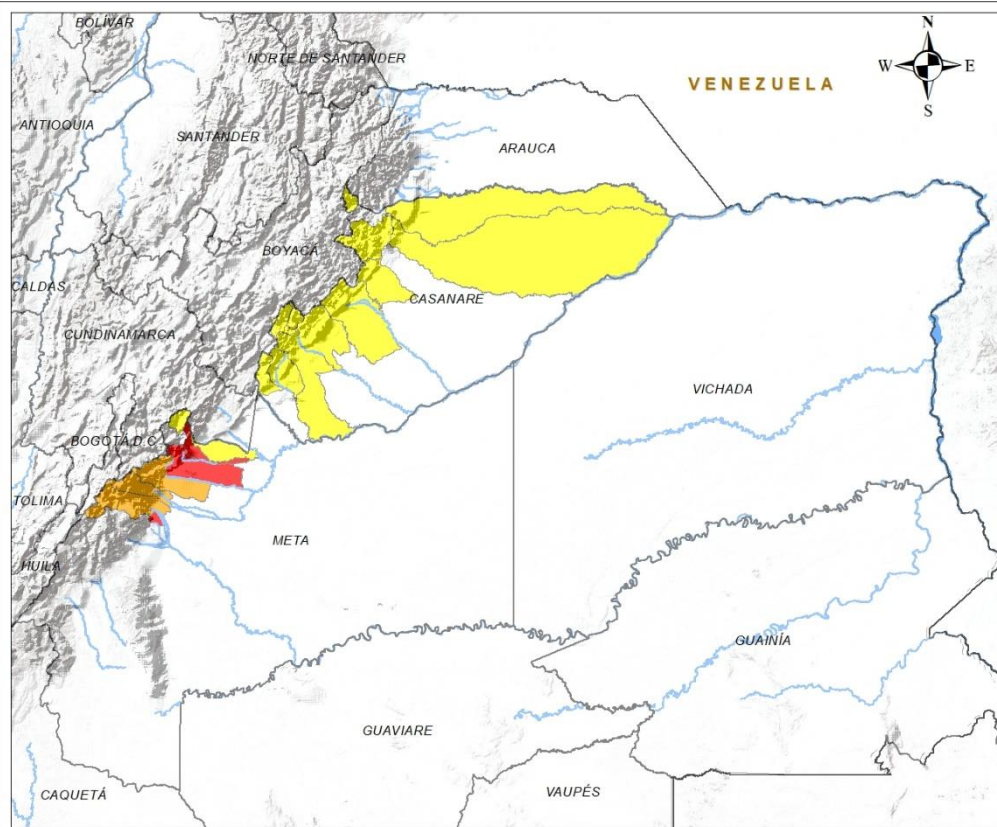 BOLÍVAR
N
NORTE DE SANTANDER
W
E
VENEZUELA
S
ANTIOQUIA
SANTANDER
ARAUCA
BOYACÁ
CALDAS
CASANARE
CUNDINAMARCA
VICHADA
BOGOTÁ D.C
TOLIMA
META
HUILA
GUAINÍA
GUAVIARE
CAQUETÁ
VAUPÉS